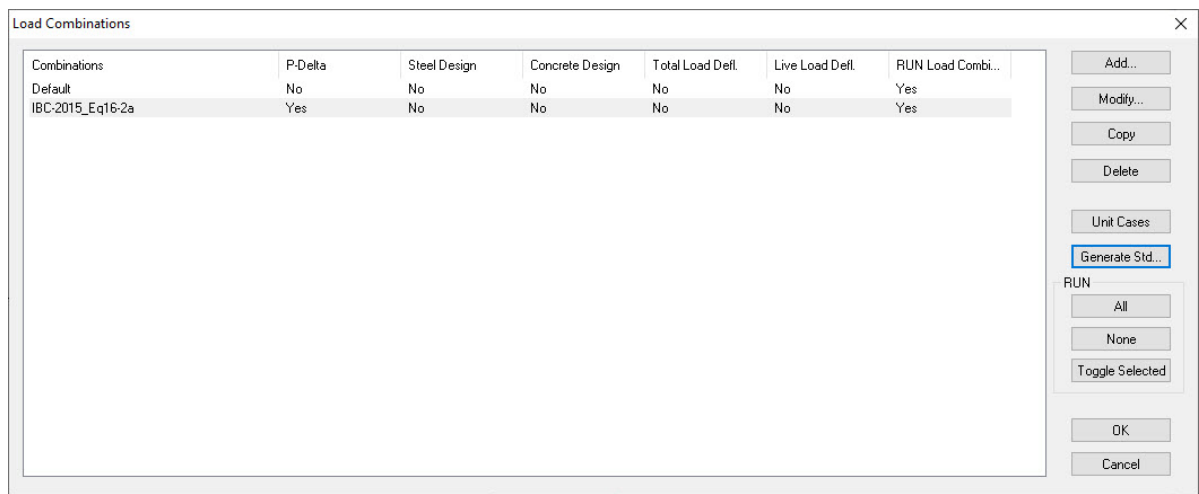 Load Combinations
Combinations P-Delta Steel Design Concrete Design Total Load Defl. Live Load Defl. RUN Load Combi...
Default No No No No No Yes
IBC-2015_Eq16-2a Yes No No No No Yes
Add...
Modify...
Copy
Delete
Unit Cases
Generate Std...
RUN
All
None
Toggle Selected
OK
Cancel